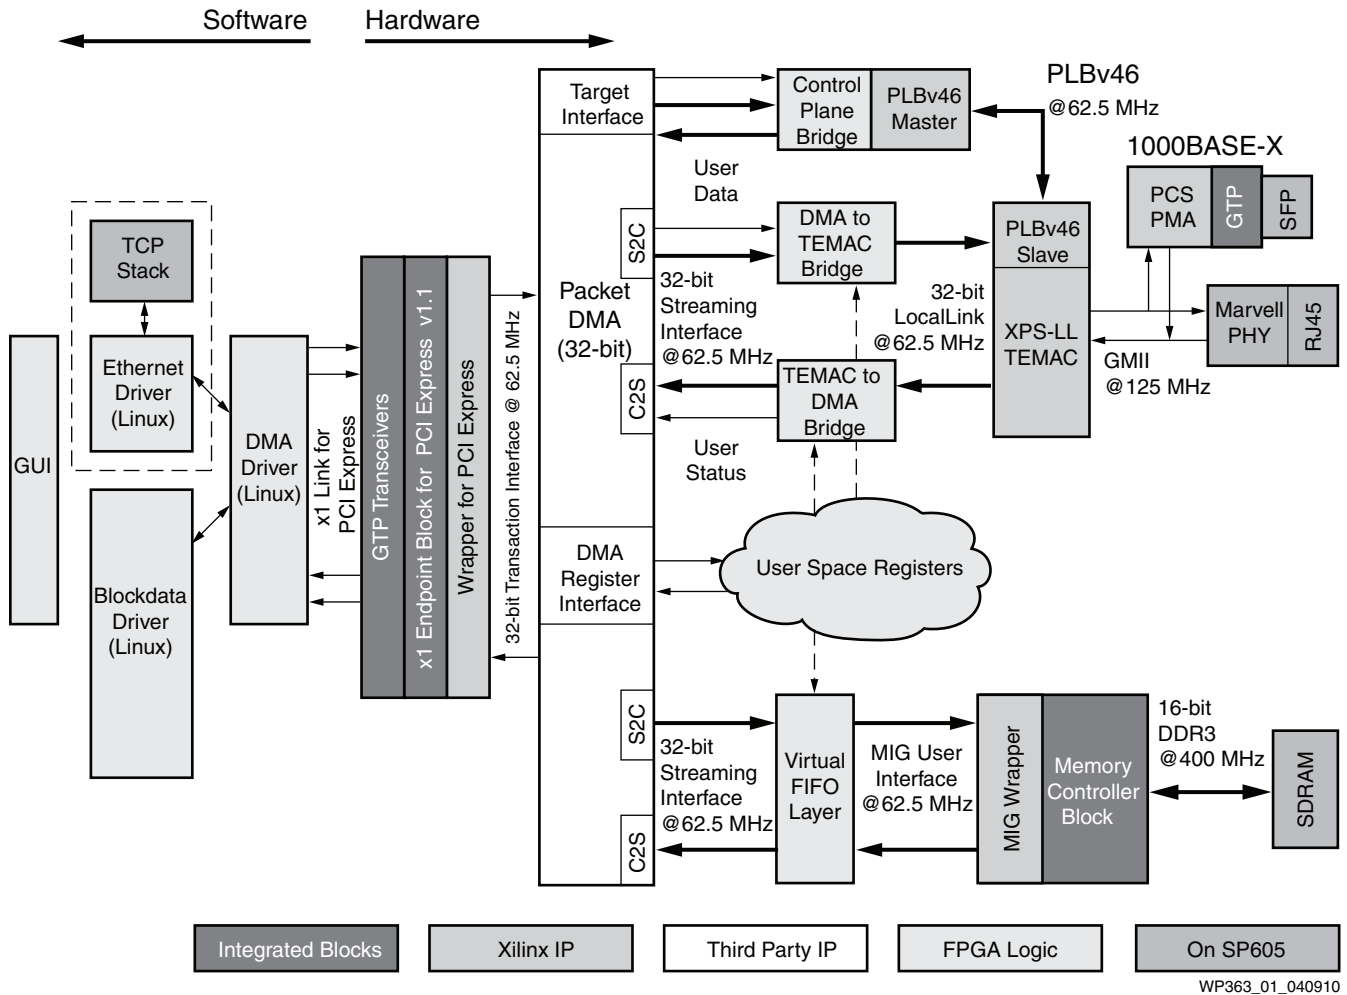 Software
Hardware
Target
Interface
Control
Plane
Bridge
PLBv46
Master
PLBv46
@62.5 MHz
1000BASE-X
PCS
PMA
GTP
SFP
User
Data
TCP
Stack
S2C
DMA to
TEMAC
Bridge
PLBv46
Slave
Packet
DMA
(32-bit)
32-bit
Streaming
Interface
@62.5 MHz
32-bit
LocalLink
@62.5 MHz
XPS-LL
TEMAC
Marvell
PHY
RJ45
GMII
@125 MHz
Ethernet
Driver
(Linux)
C2S
TEMAC to
DMA
Bridge
User
Status
GUI
DMA
Driver
(Linux)
x1 Link for
PCI Express
GTP Transceivers
x1 Endpoint Block for PCI Express v1.1
Wrapper for PCI Express
32-bit Transaction Interface @ 62.5 MHz
DMA
Register
Interface
User Space Registers
Blockdata
Driver
(Linux)
S2C
32-bit
Streaming
Interface
@62.5 MHz
C2S
Virtual
FIFO
Layer
MIG User
Interface
@62.5 MHz
MIG Wrapper
Memory
Controller
Block
16-bit
DDR3
@400 MHz
SDRAM
Integrated Blocks
Xilinx IP
Third Party IP
FPGA Logic
On SP605
WP363_01_040910